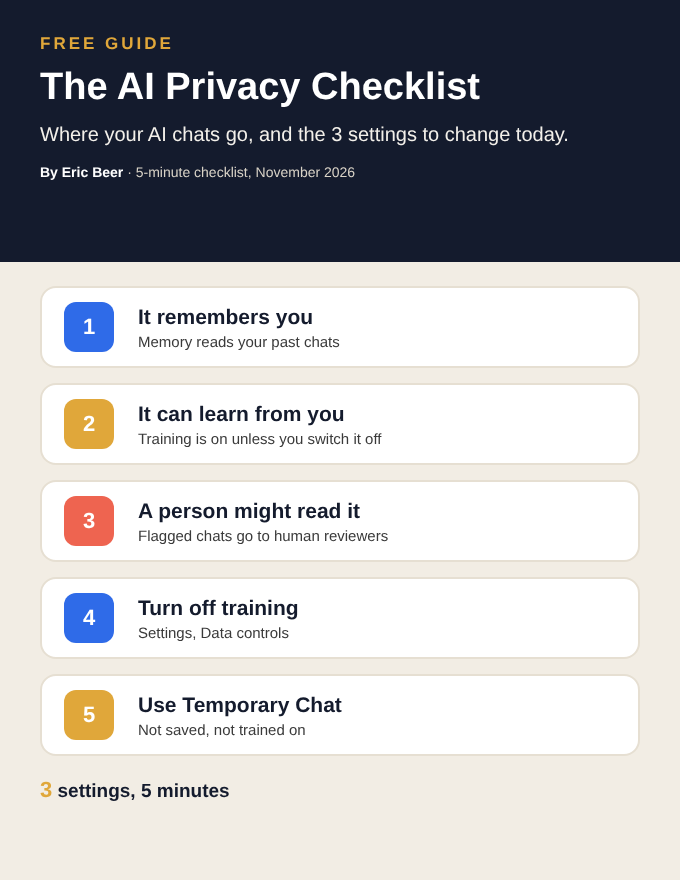 FREE GUIDE
The AI Privacy Checklist
Where your AI chats go, and the 3 settings to change today.
By Eric Beer · 5-minute checklist, November 2026
1
It remembers you
Memory reads your past chats
2
It can learn from you
Training is on unless you switch it off
3
A person might read it
Flagged chats go to human reviewers
4
Turn off training
Settings, Data controls
5
Use Temporary Chat
Not saved, not trained on
3 settings, 5 minutes